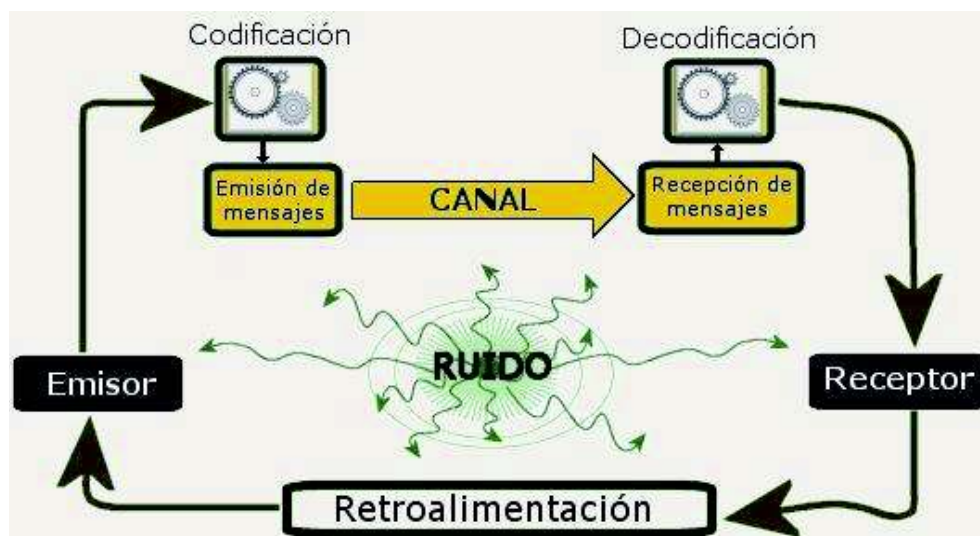 Codificación
Decodificación
Emisión de
mensajes
CANAL
Recepción de
mensajes
RUIDO
Emisor
Receptor
Retroalimentación